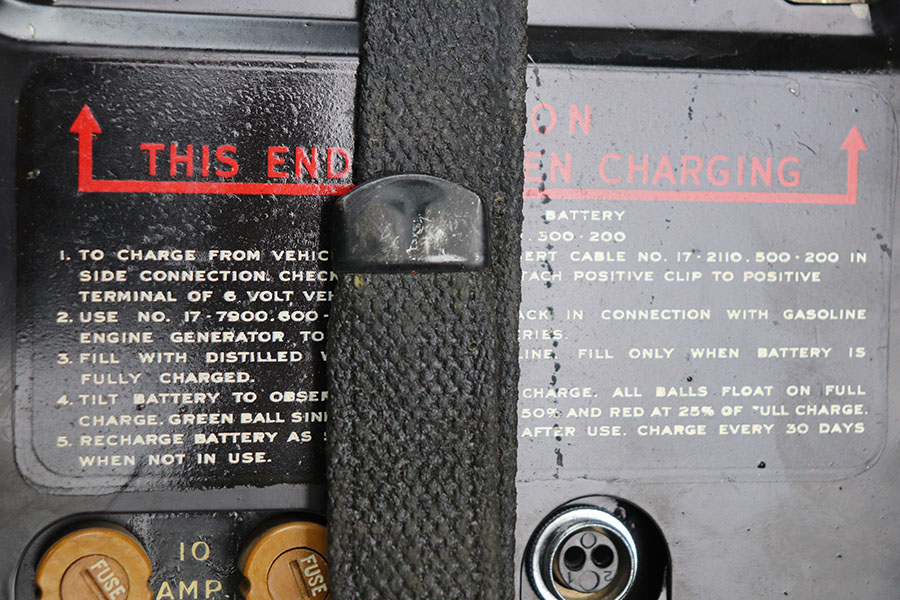 ON
THIS END EN CHARGING
BATTERY
.300-200
1. TO CHARGE FROM VEHIC ERT CABLE NO. 17-2110.500-200 IN
SIDE CONNECTION. CHECK TACH POSITIVE CLIP TO POSITIVE
TERMINAL OF 6 VOLT VEH
2. USE NO. 17-7900.600- ACK IN CONNECTION WITH GASOLINE
ENGINE GENERATOR TO ERIES.
3. FILL WITH DISTILLED W LINE. FILL ONLY WHEN BATTERY IS
FULLY CHARGED.
4. TILT BATTERY TO OBSER CHARGE. ALL BALLS FLOAT ON FULL
CHARGE. GREEN BALL SINK 50% AND RED AT 25% OF FULL CHARGE.
5. RECHARGE BATTERY AS S AFTER USE. CHARGE EVERY 30 DAYS
WHEN NOT IN USE.
FUSE
10
AMP
FUSE
1 2